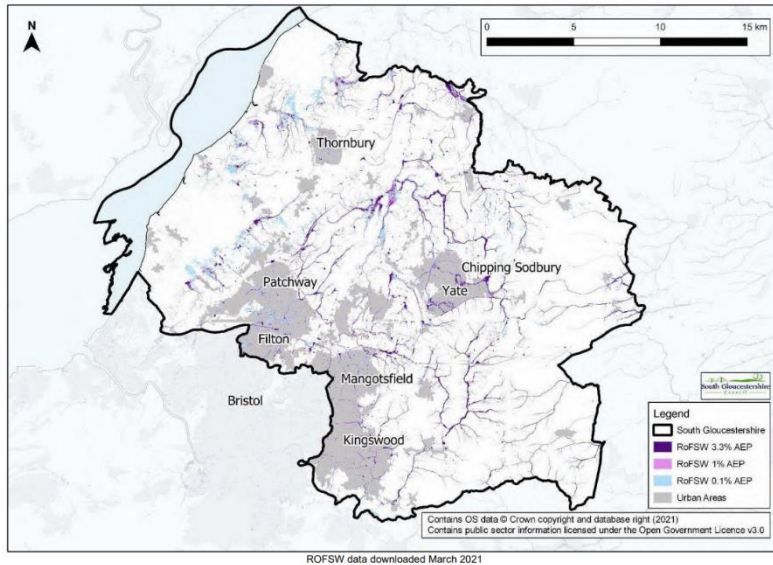 N
0 5 10 15 km
Thornbury
Chipping Sodbury
Patchway
Yate
Filton
Mangotsfield
Bristol
Kingswood
South Gloucestershire
Council
Legend
South Gloucestershire
RoFSW 3.3% AEP
RoFSW 1% AEP
RoFSW 0.1% AEP
Urban Areas
Contains OS data © Crown copyright and database right (2021)
Contains public sector information licensed under the Open Government Licence v3.0
ROFSW data downloaded March 2021